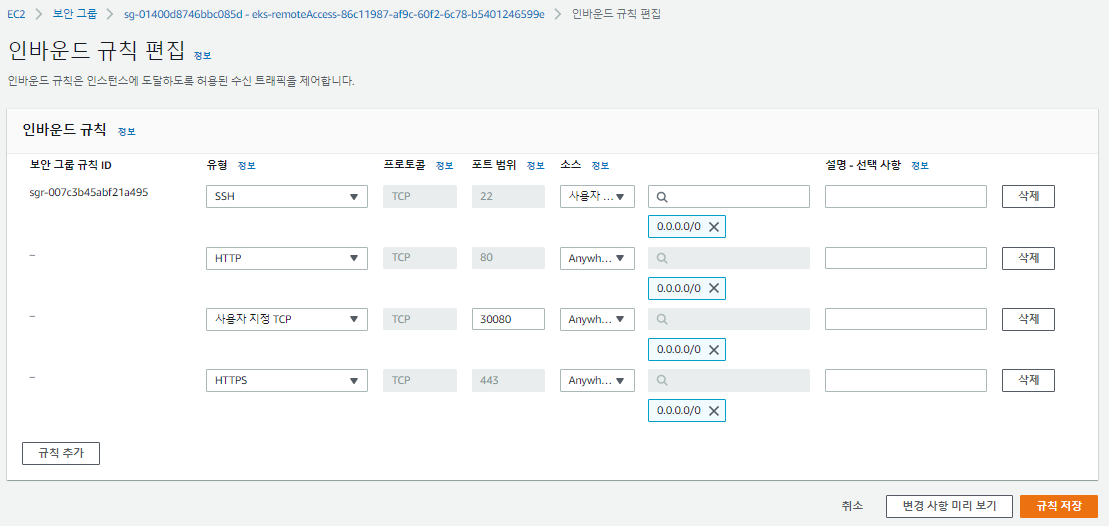 EC2 > 보안 그룹 > sg-01400d8746bbc085d - eks-remoteAccess-86c11987-af9c-60f2-6c78-b5401246599e > 인바운드 규칙 편집
인바운드 규칙 편집 정보
인바운드 규칙은 인스턴스에 도달하도록 허용된 수신 트래픽을 제어합니다.
인바운드 규칙 정보
보안 그룹 규칙 ID 유형 정보 프로토콜 정보 포트 범위 정보 소스 정보 설명 - 선택 사항 정보
sgr-007c3b45abf21a495 SSH TCP 22 사용자 ... 삭제
0.0.0.0/0
– HTTP TCP 80 Anywh... 삭제
0.0.0.0/0
– 사용자 지정 TCP TCP 30080 Anywh... 삭제
0.0.0.0/0
– HTTPS TCP 443 Anywh... 삭제
0.0.0.0/0
규칙 추가
취소 변경 사항 미리 보기 규칙 저장